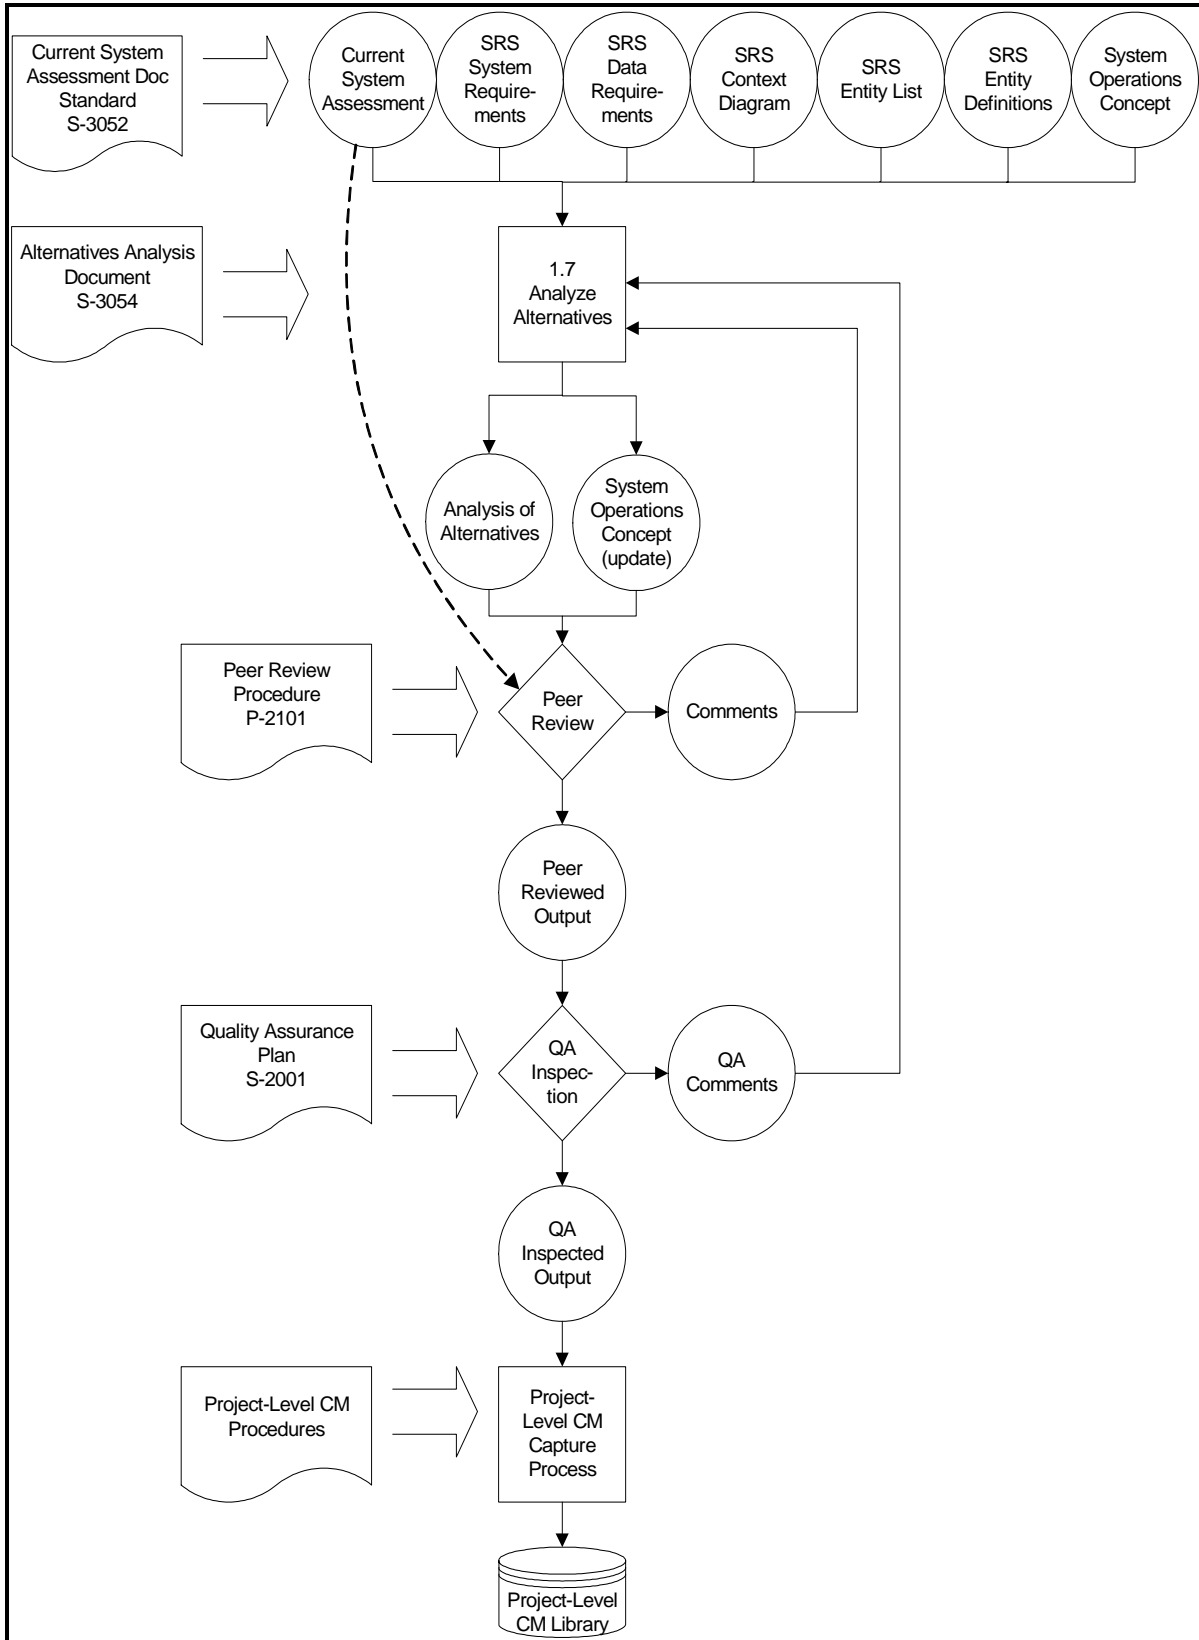 Current System
Assessment Doc
Standard
S-3052
Current
System
Assessment
SRS
System
Require-
ments
SRS
Data
Require-
ments
SRS
Context
Diagram
SRS
Entity List
SRS
Entity
Definitions
System
Operations
Concept
Alternatives Analysis
Document
S-3054
1.7
Analyze
Alternatives
Analysis of
Alternatives
System
Operations
Concept
(update)
Peer Review
Procedure
P-2101
Peer
Review
Comments
Peer
Reviewed
Output
Quality Assurance
Plan
S-2001
QA
Inspec-
tion
QA
Comments
QA
Inspected
Output
Project-Level CM
Procedures
Project-
Level CM
Capture
Process
Project-Level
CM Library